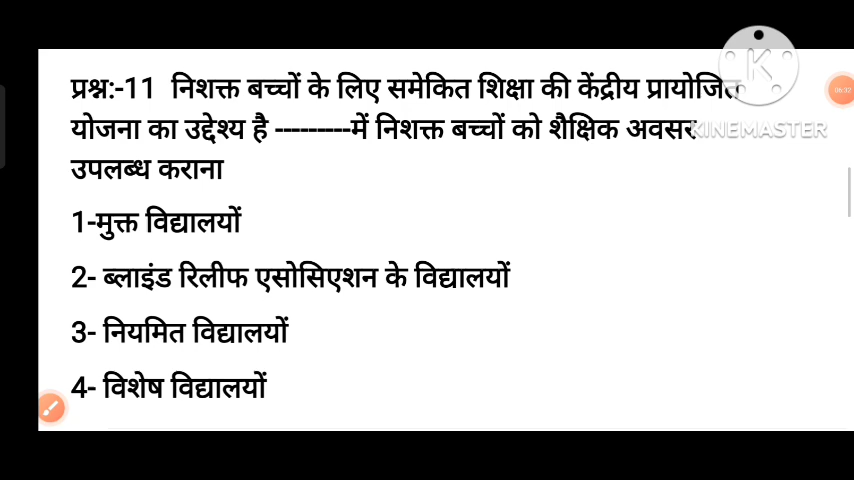 प्रश्न:-11 निशक्त बच्चों के लिए समेकित शिक्षा की केंद्रीय प्रायोजित
योजना का उद्देश्य है ---------में निशक्त बच्चों को शैक्षिक अवसर
उपलब्ध कराना
1-मुक्त विद्यालयों
2- ब्लाइंड रिलीफ एसोसिएशन के विद्यालयों
3- नियमित विद्यालयों
4- विशेष विद्यालयों
KINEMASTER